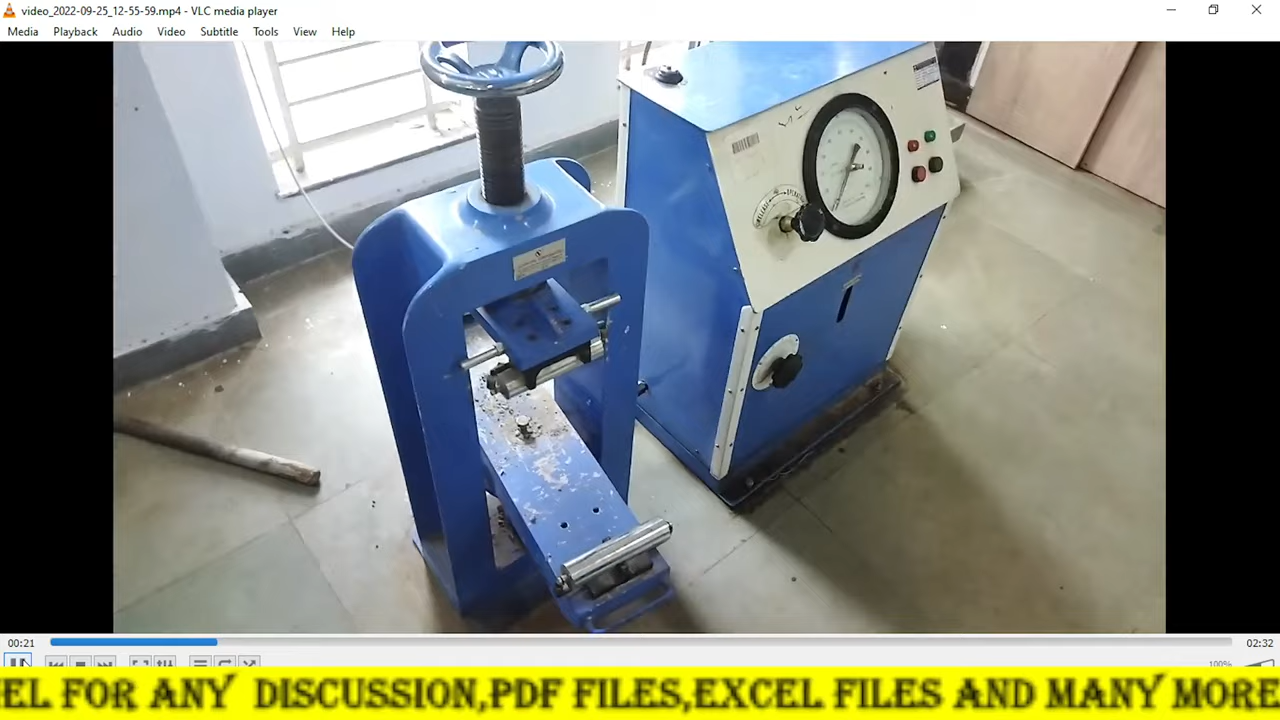 video_2022-09-25_12-55-59.mp4 - VLC media player
Media Playback Audio Video Subtitle Tools View Help
00:21
02:32
100%
EL FOR ANY DISCUSSION,PDF FILES,EXCEL FILES AND MANY MORE